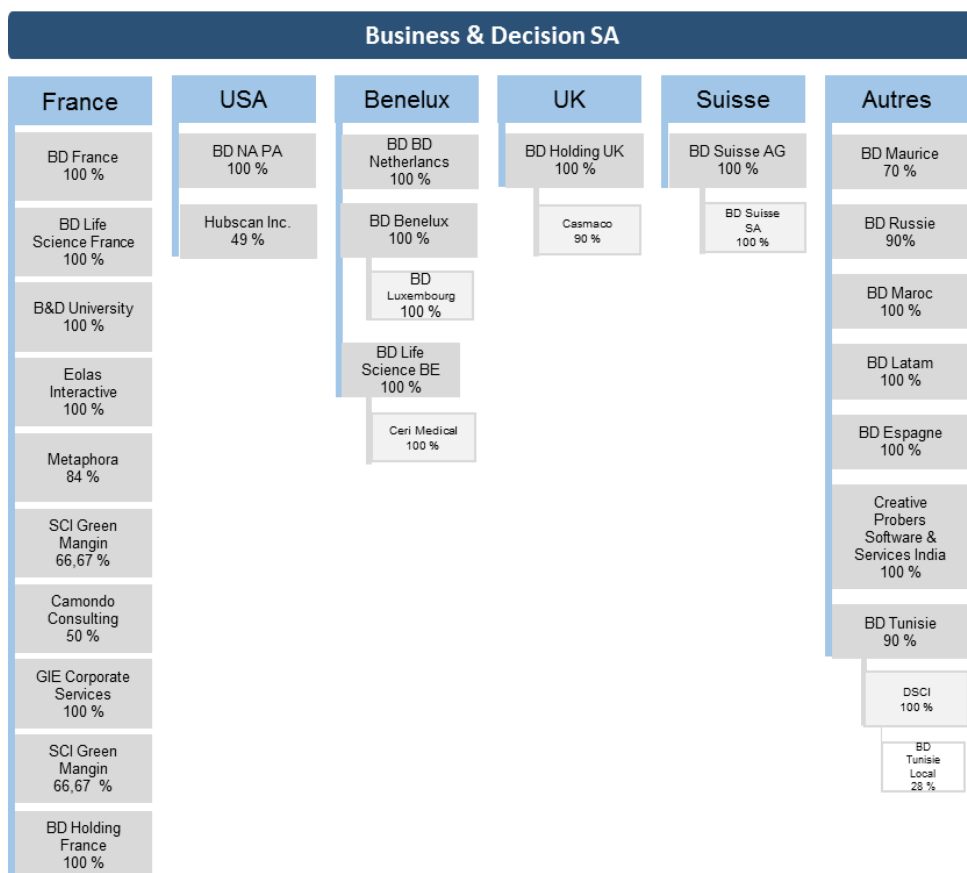 Business & Decision SA
France
BD France
100 %
BD Life
Science France
100 %
B&D University
100 %
Eolas
Interactive
100 %
Metaphora
84 %
SCI Green
Mangin
66,67 %
Camondo
Consulting
50 %
GIE Corporate
Services
100 %
SCI Green
Mangin
66,67 %
BD Holding
France
100 %
USA
BD NA PA
100 %
Hubscan Inc.
49 %
Benelux
BD BD
Netherlancs
100 %
BD Benelux
100 %
BD
Luxembourg
100 %
BD Life
Science BE
100 %
Ceri Medical
100 %
UK
BD Holding UK
100 %
Casmaco
90 %
Suisse
BD Suisse AG
100 %
BD Suisse
SA
100 %
Autres
BD Maurice
70 %
BD Russie
90%
BD Maroc
100 %
BD Latam
100 %
BD Espagne
100 %
Creative
Probers
Software &
Services India
100 %
BD Tunisie
90 %
DSCI
100 %
BD
Tunisie
Local
28 %